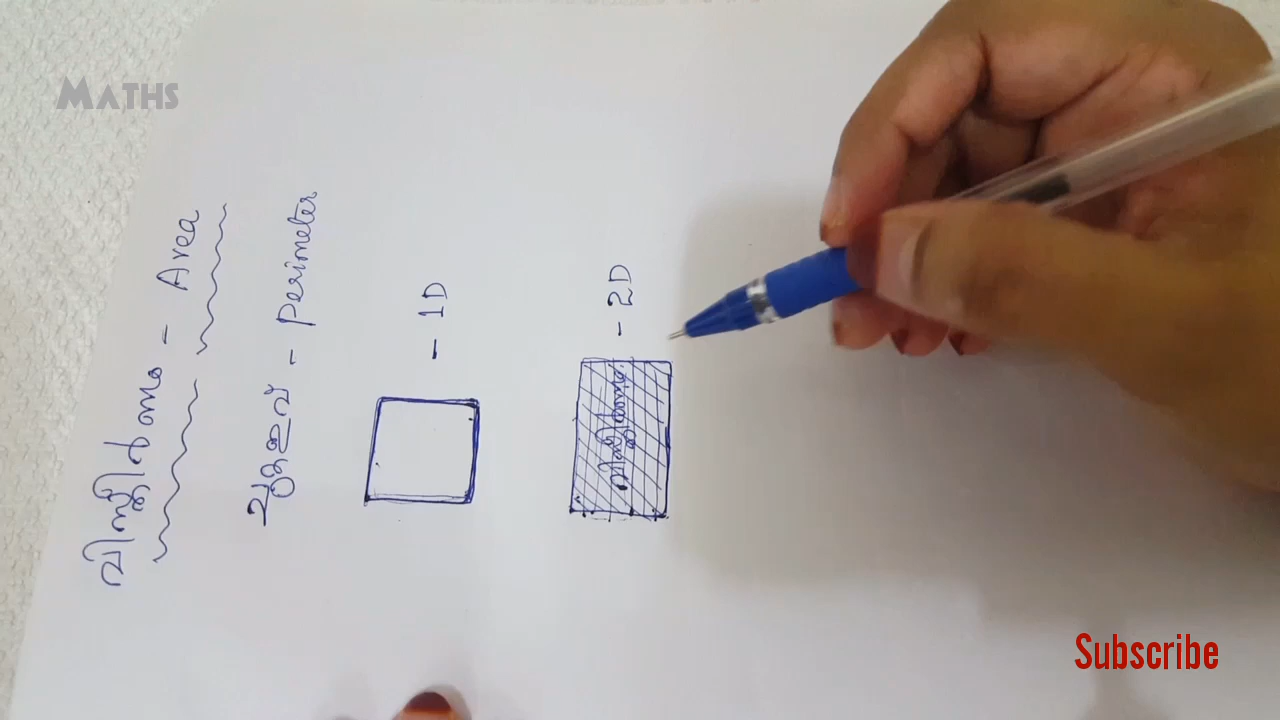 MATHS
വിസ്തീർണം - Area
ചുറ്റളവ് - Perimeter
- 1D
വിസ്തീർണം - 2D
Subscribe